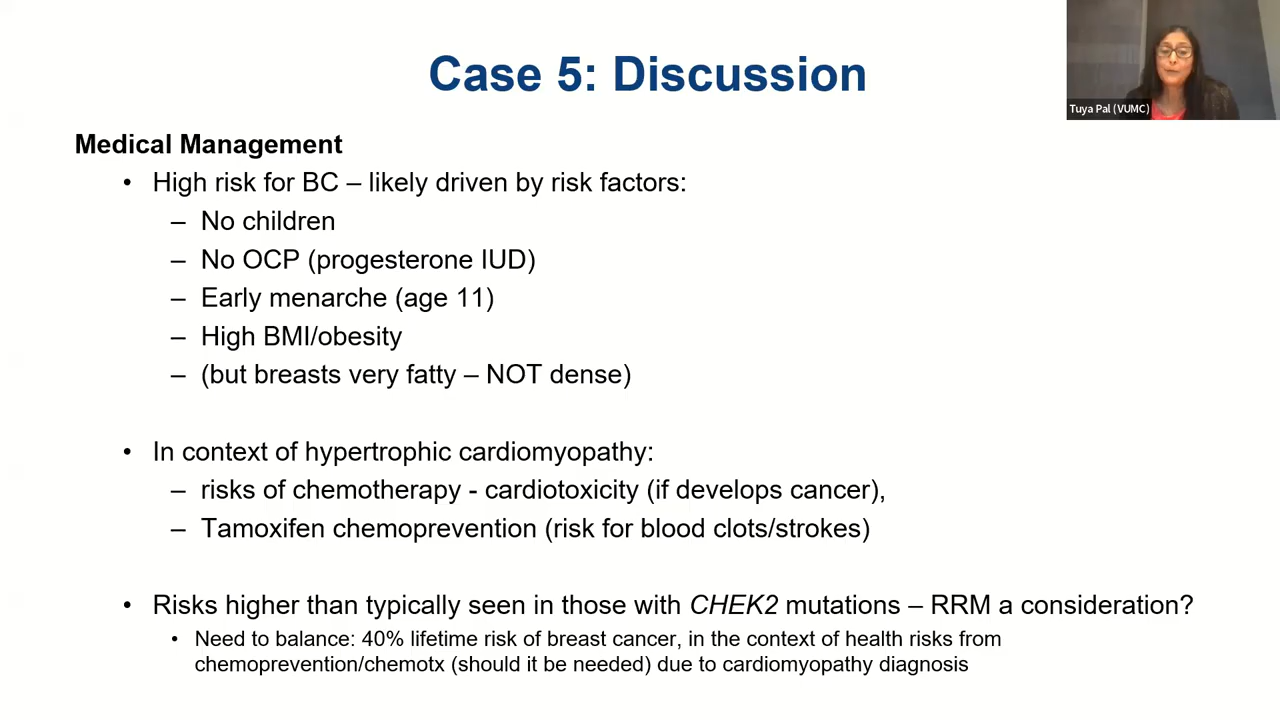 Case 5: Discussion
Tuya Pal (VUMC)
Medical Management
• High risk for BC – likely driven by risk factors:
– No children
– No OCP (progesterone IUD)
– Early menarche (age 11)
– High BMI/obesity
– (but breasts very fatty – NOT dense)
• In context of hypertrophic cardiomyopathy:
– risks of chemotherapy - cardiotoxicity (if develops cancer),
– Tamoxifen chemoprevention (risk for blood clots/strokes)
• Risks higher than typically seen in those with CHEK2 mutations – RRM a consideration?
• Need to balance: 40% lifetime risk of breast cancer, in the context of health risks from
chemoprevention/chemotx (should it be needed) due to cardiomyopathy diagnosis